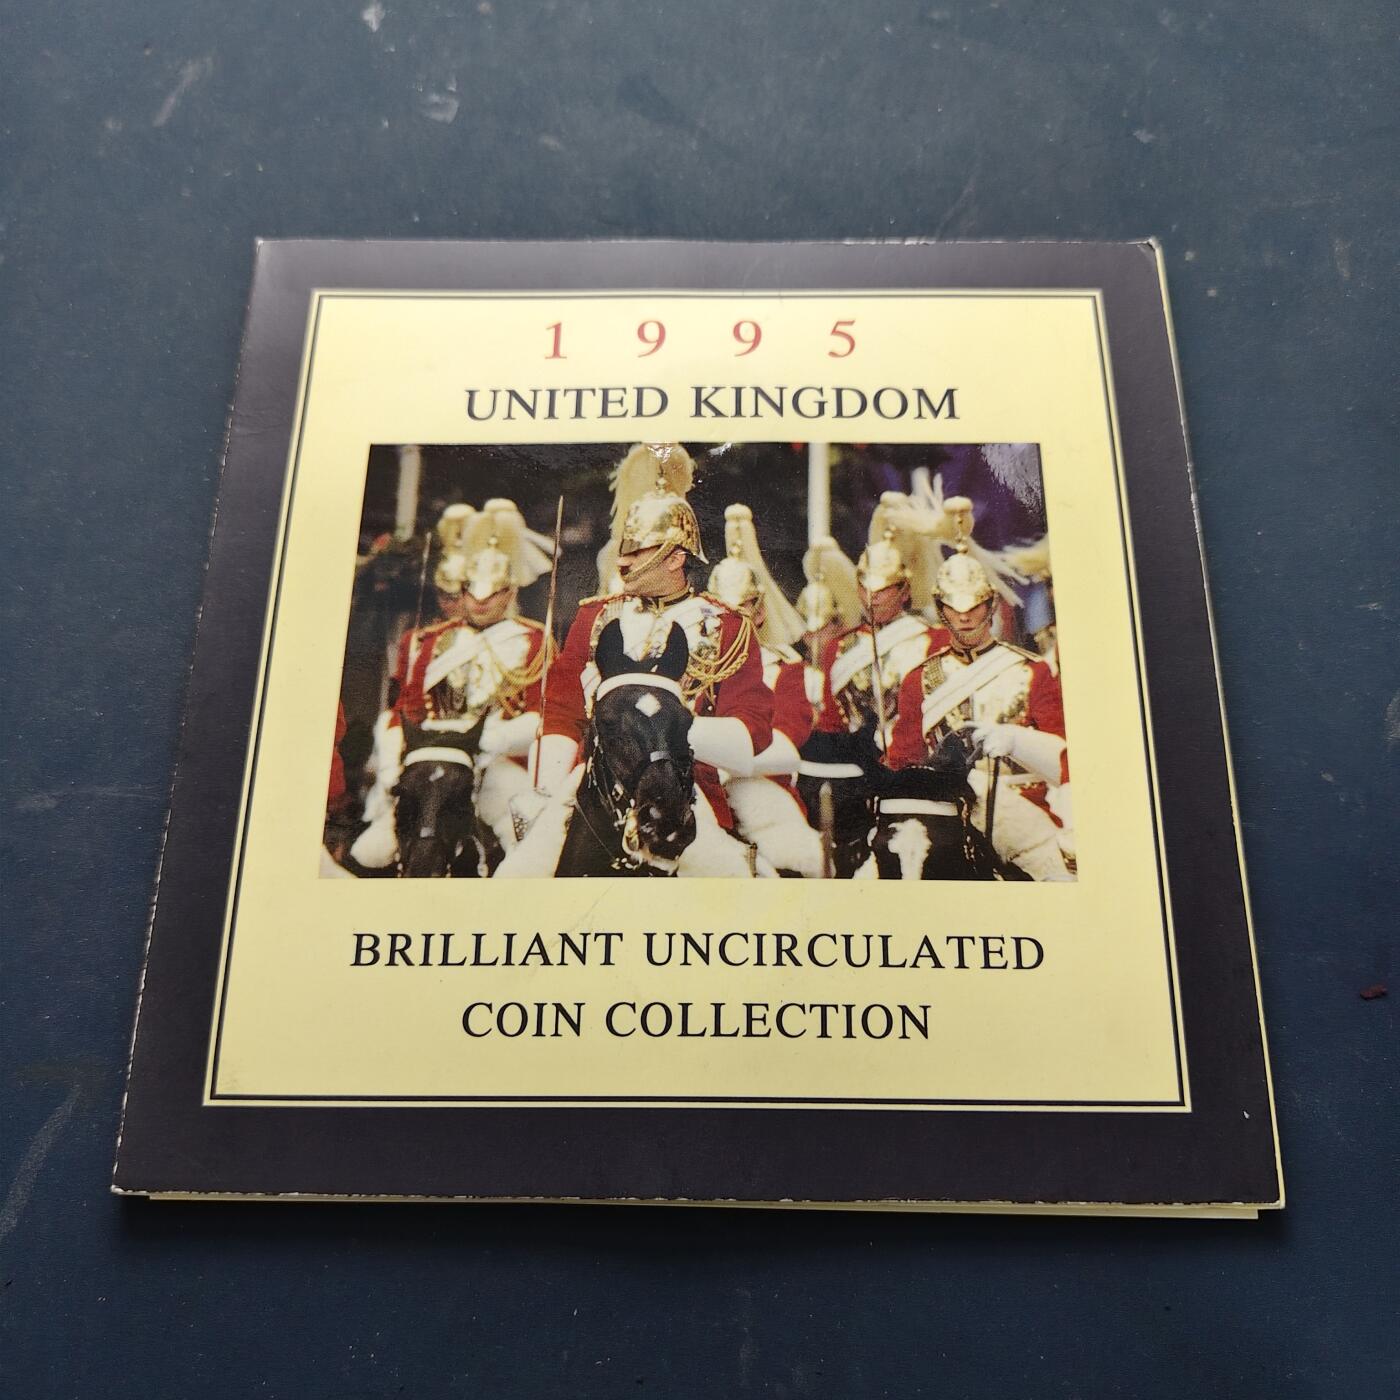 1995
UNITED KINGDOM
BRILLIANT UNCIRCULATED
COIN COLLECTION